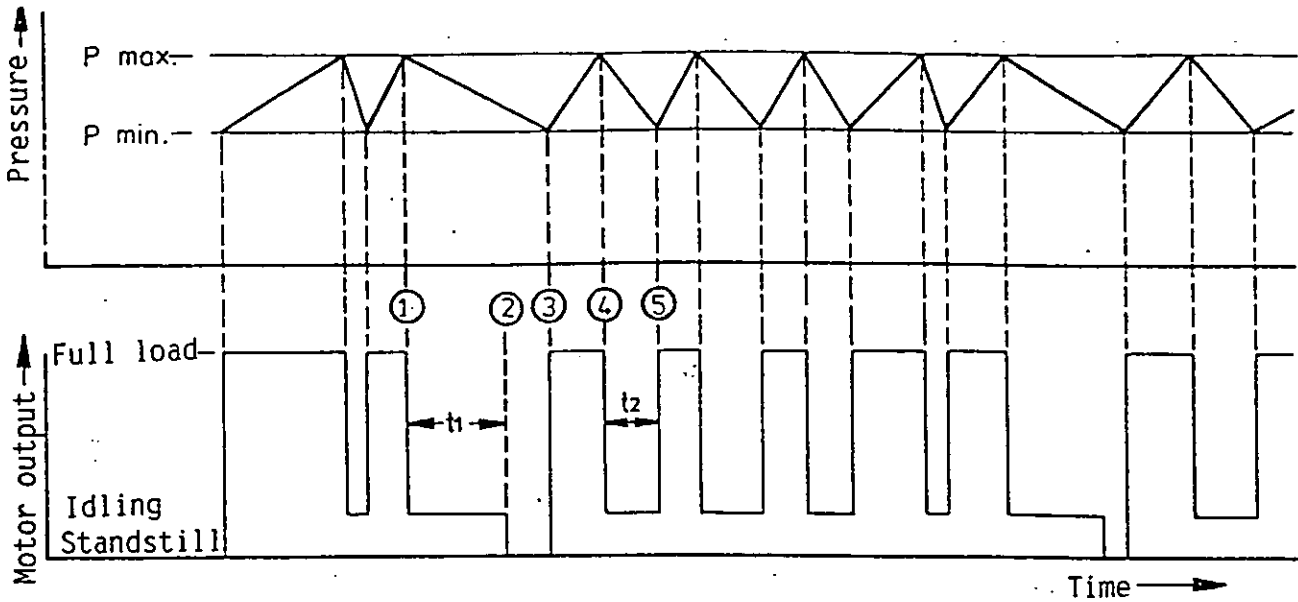 Pressure
P max.
P min.
1
2
3
4
5
Motor output
Full load
t1
t2
Idling
Standstill
Time